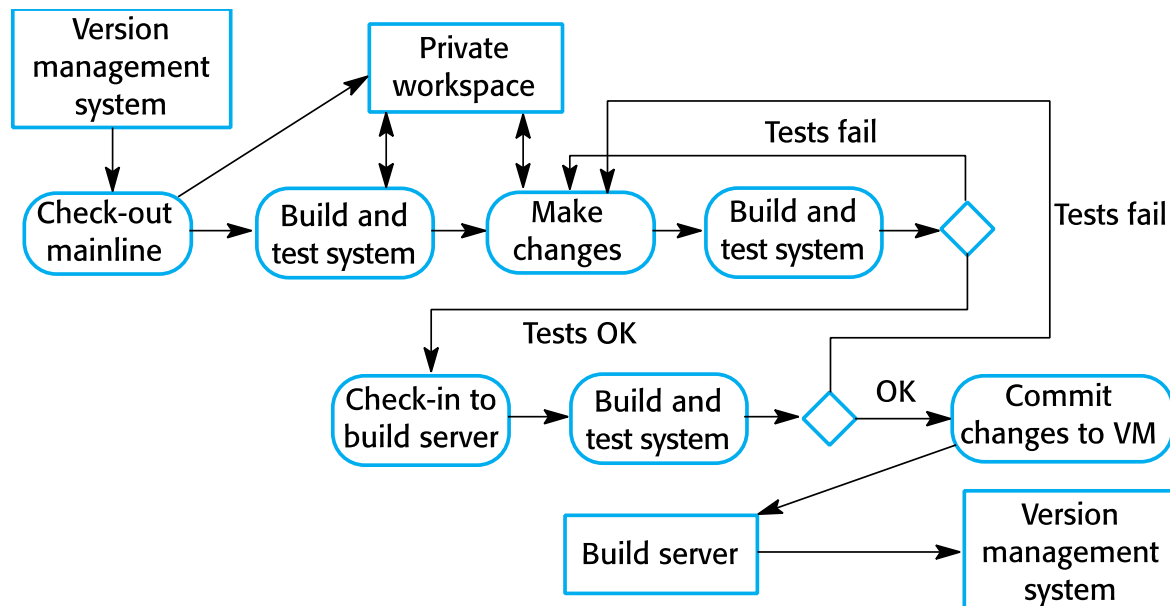 Version
management
system
Private
workspace
Tests fail
Check-out
mainline
Build and
test system
Make
changes
Build and
test system
Tests fail
Tests OK
Check-in to
build server
Build and
test system
OK
Commit
changes to VM
Build server
Version
management
system